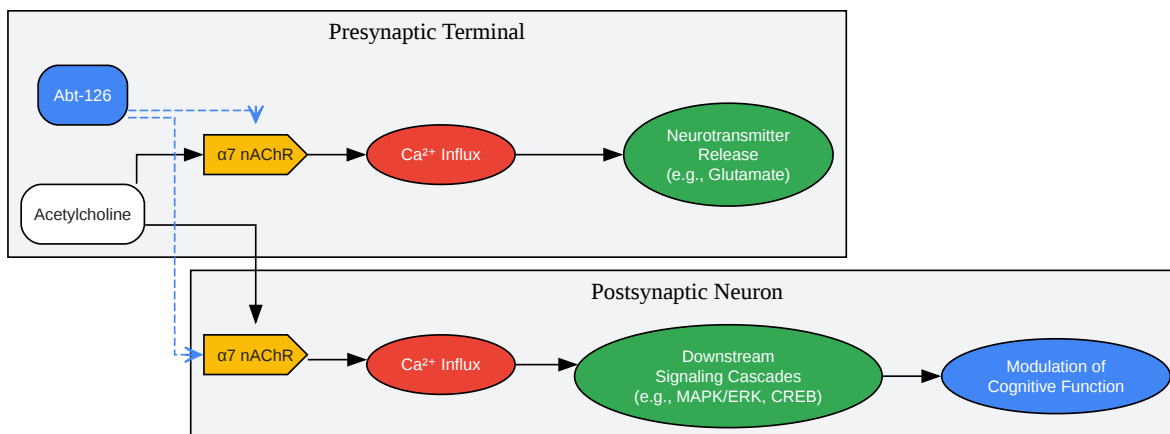 Presynaptic Terminal
Abt-126
α7 nAChR
Ca²⁺ Influx
Neurotransmitter
Release
(e.g., Glutamate)
Acetylcholine
Postsynaptic Neuron
α7 nAChR
Ca²⁺ Influx
Downstream
Signaling Cascades
(e.g., MAPK/ERK, CREB)
Modulation of
Cognitive Function